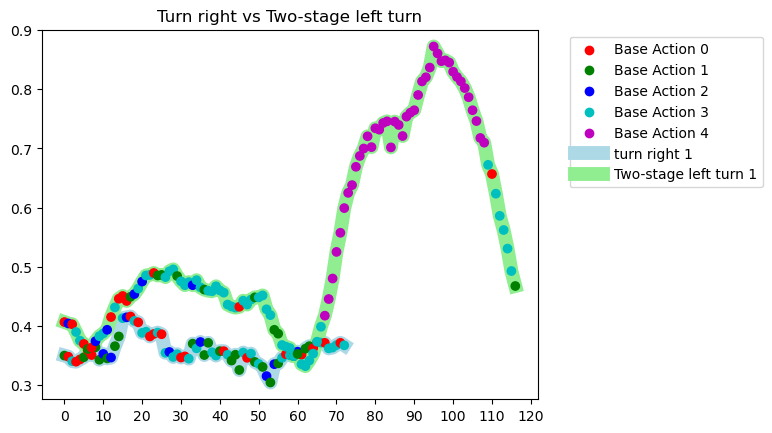 Turn right vs Two-stage left turn
0.9
0.8
0.7
0.6
0.5
0.4
0.3
0 10 20 30 40 50 60 70 80 90 100 110 120
Base Action 0
Base Action 1
Base Action 2
Base Action 3
Base Action 4
turn right 1
Two-stage left turn 1